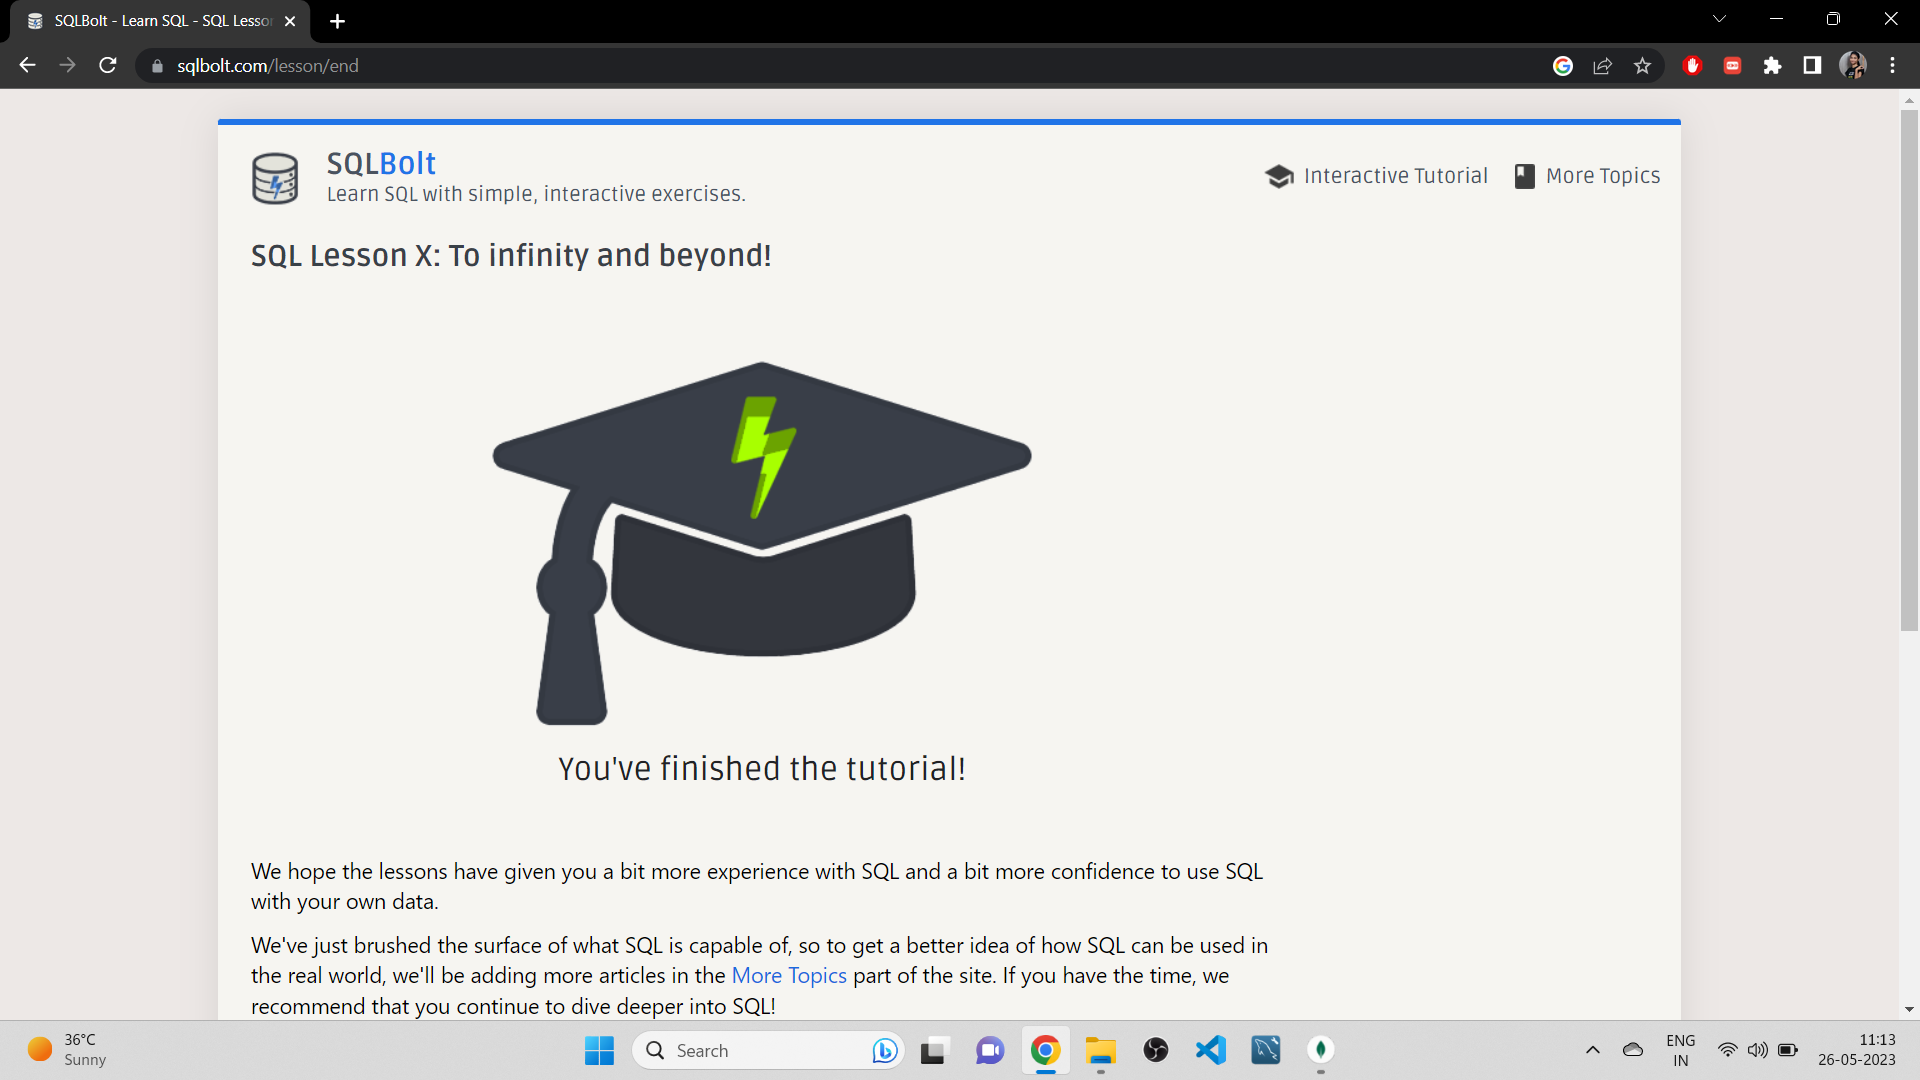 SQLBolt - Learn SQL - SQL Lesso
sqlbolt.com/lesson/end
SQLBolt
Learn SQL with simple, interactive exercises.
Interactive Tutorial
More Topics
SQL Lesson X: To infinity and beyond!
You've finished the tutorial!
We hope the lessons have given you a bit more experience with SQL and a bit more confidence to use SQL
with your own data.
We've just brushed the surface of what SQL is capable of, so to get a better idea of how SQL can be used in
the real world, we'll be adding more articles in the More Topics part of the site. If you have the time, we
recommend that you continue to dive deeper into SQL!
36°C
Sunny
Search
ENG
IN
11:13
26-05-2023